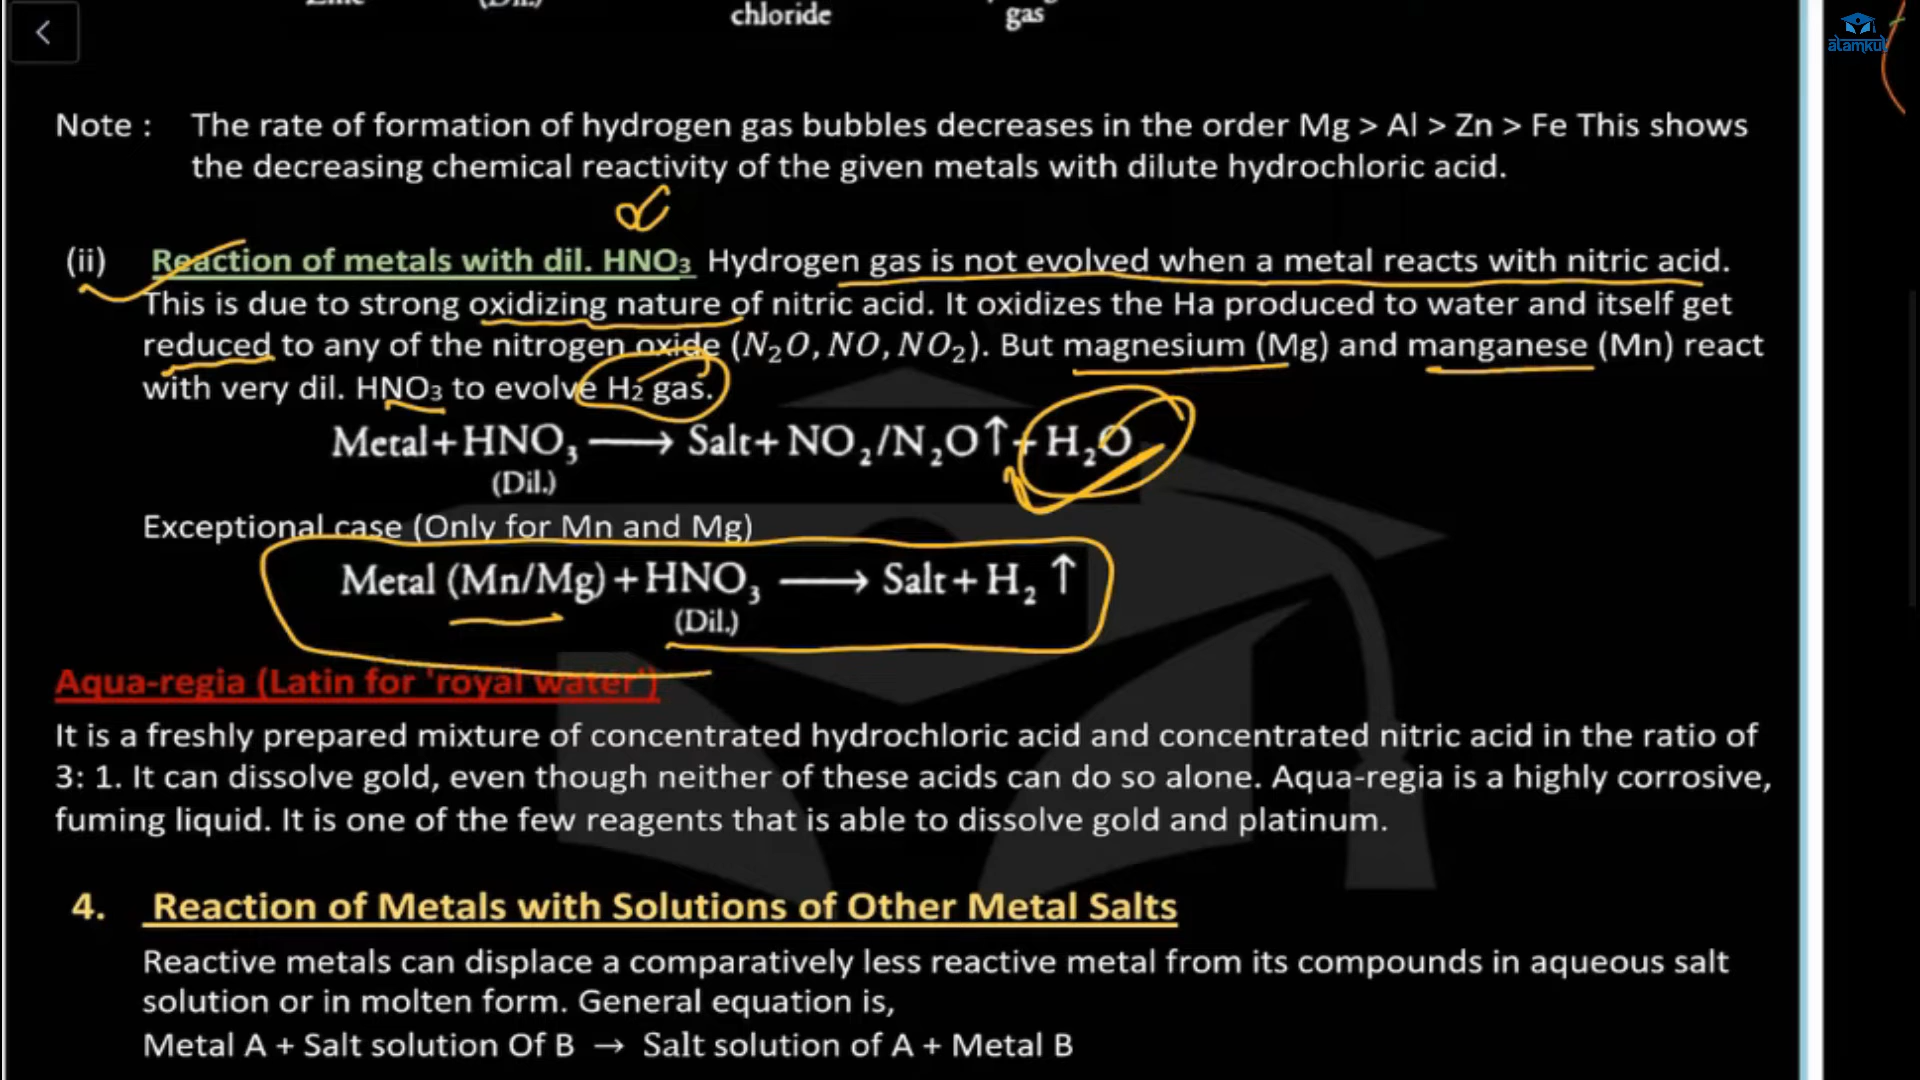 chloride
gas
alamkul
Note : The rate of formation of hydrogen gas bubbles decreases in the order Mg > Al > Zn > Fe This shows
the decreasing chemical reactivity of the given metals with dilute hydrochloric acid.
(ii) Reaction of metals with dil. HNO₃ Hydrogen gas is not evolved when a metal reacts with nitric acid.
This is due to strong oxidizing nature of nitric acid. It oxidizes the Ha produced to water and itself get
reduced to any of the nitrogen oxide (N₂O, NO, NO₂). But magnesium (Mg) and manganese (Mn) react
with very dil. HNO₃ to evolve H₂ gas.
Metal+HNO₃ ⟶ Salt+ NO₂/N₂O↑+H₂O
(Dil.)
Exceptional case (Only for Mn and Mg)
Metal (Mn/Mg)+HNO₃ ⟶ Salt+H₂ ↑
(Dil.)
Aqua-regia (Latin for 'royal water')
It is a freshly prepared mixture of concentrated hydrochloric acid and concentrated nitric acid in the ratio of
3: 1. It can dissolve gold, even though neither of these acids can do so alone. Aqua-regia is a highly corrosive,
fuming liquid. It is one of the few reagents that is able to dissolve gold and platinum.
4. Reaction of Metals with Solutions of Other Metal Salts
Reactive metals can displace a comparatively less reactive metal from its compounds in aqueous salt
solution or in molten form. General equation is,
Metal A + Salt solution Of B → Salt solution of A + Metal B